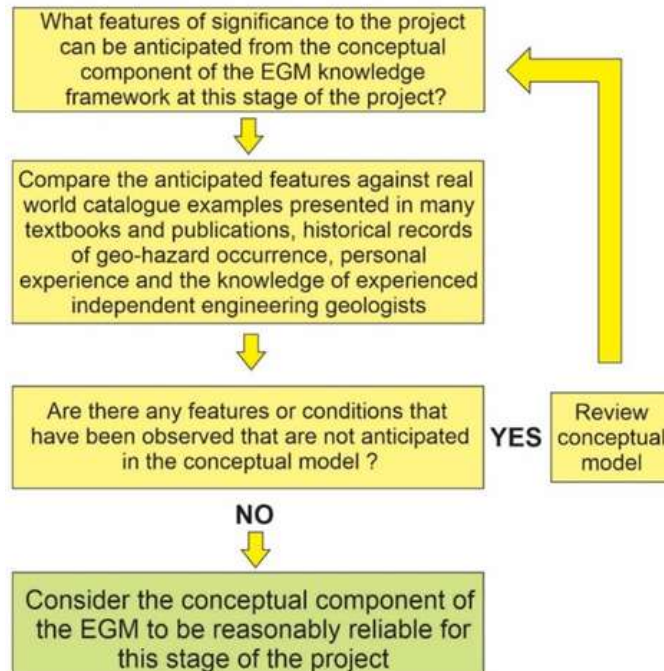 What features of significance to the project
can be anticipated from the conceptual
component of the EGM knowledge
framework at this stage of the project?
Compare the anticipated features against real
world catalogue examples presented in many
textbooks and publications, historical records
of geo-hazard occurrence, personal
experience and the knowledge of experienced
independent engineering geologists
Are there any features or conditions that
have been observed that are not anticipated
in the conceptual model ?
YES
Review
conceptual
model
NO
Consider the conceptual component of
the EGM to be reasonably reliable for
this stage of the project